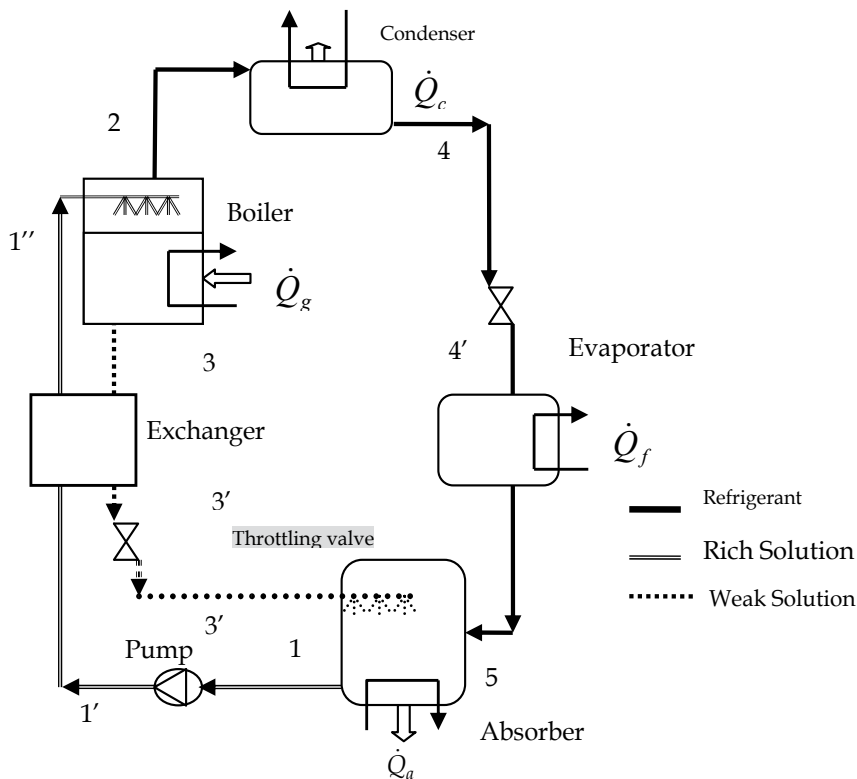 Condenser
Q̇c
2
4
Boiler
1''
Q̇g
Evaporator
4'
3
Exchanger
Q̇f
3'
Refrigerant
Throttling valve
Rich Solution
Weak Solution
3'
Pump
1
5
1'
Absorber
Q̇a